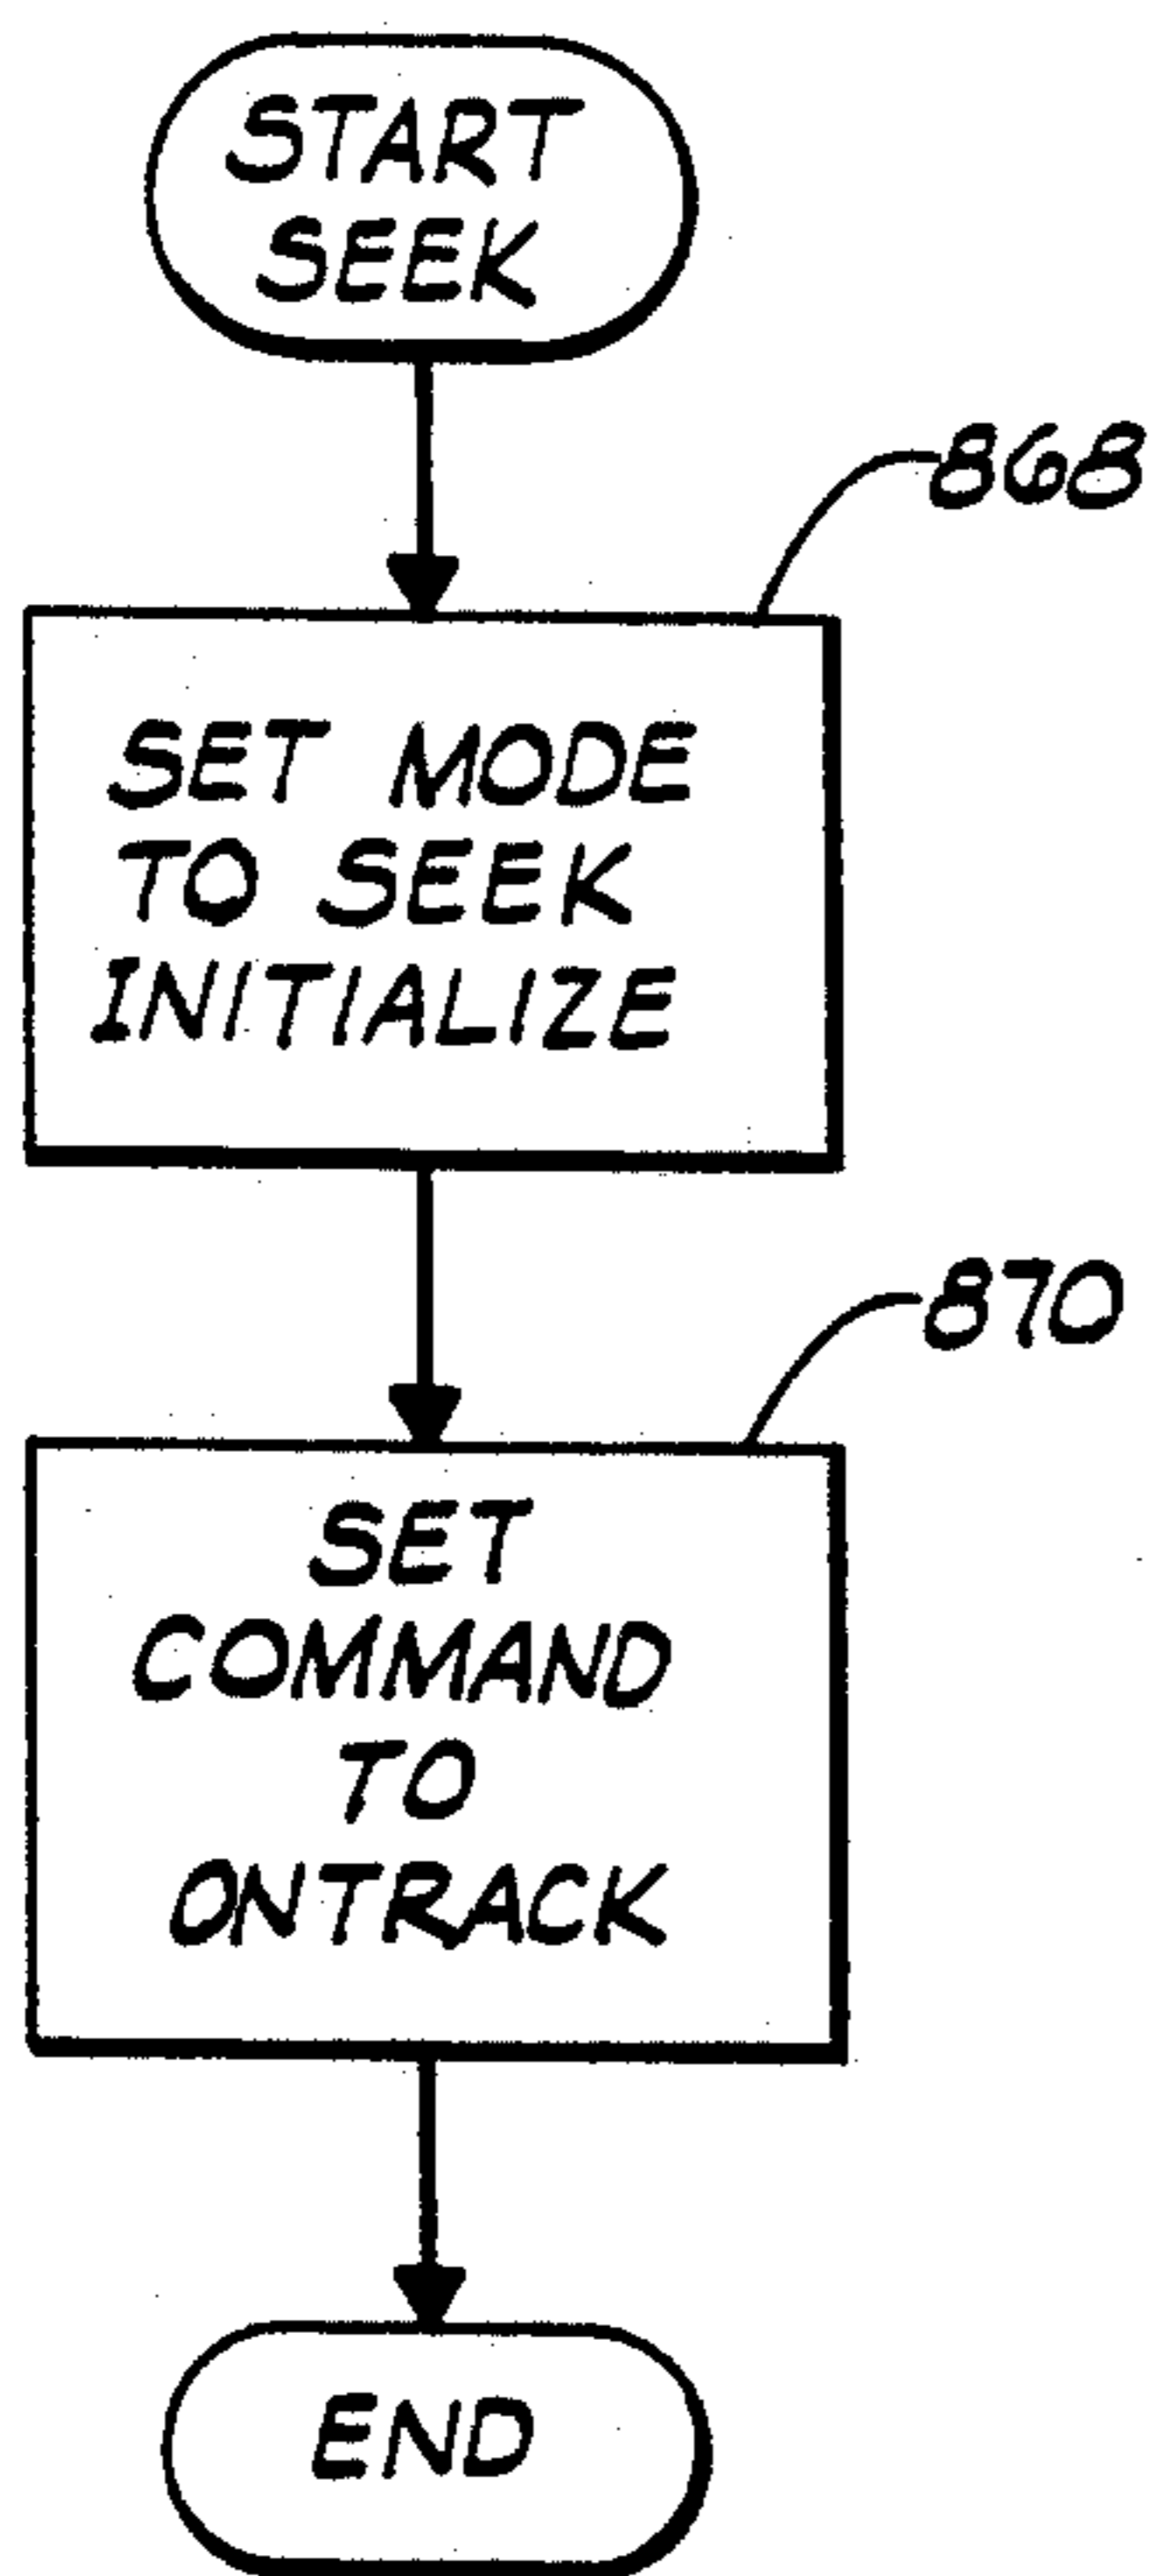 START
SEEK
868
SET MODE
TO SEEK
INITIALIZE
870
SET
COMMAND
TO
ONTRACK
END